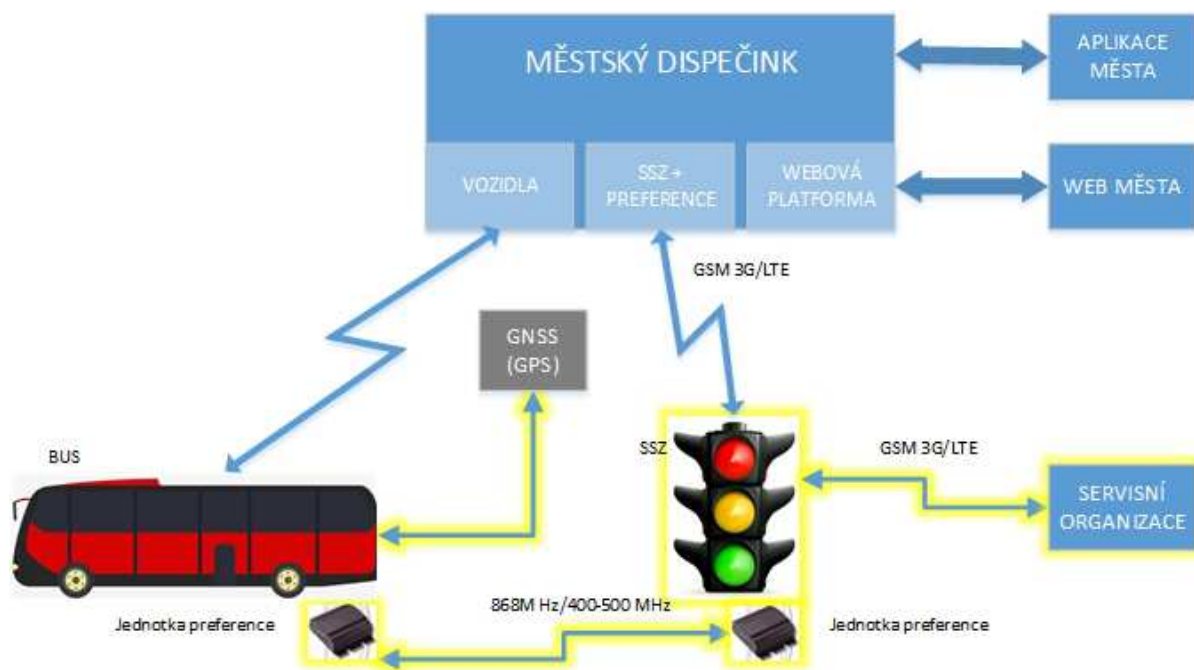 MĚSTSKÝ DISPEČINK
APLIKACE
MĚSTA
VOZIDLA
SSZ +
PREFERENCE
WEBOVÁ
PLATFORMA
WEB MĚSTA
GSM 3G/LTE
GNSS
(GPS)
BUS
SSZ
GSM 3G/LTE
SERVISNÍ
ORGANIZACE
868M Hz/400-500 MHz
Jednotka preference
Jednotka preference